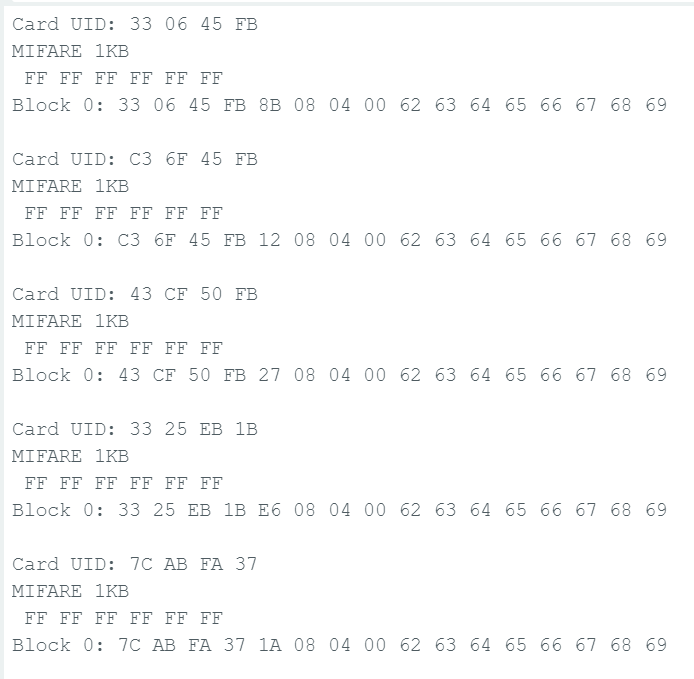 Card UID: 33 06 45 FB
MIFARE 1KB
FF FF FF FF FF FF
Block 0: 33 06 45 FB 8B 08 04 00 62 63 64 65 66 67 68 69
Card UID: C3 6F 45 FB
MIFARE 1KB
FF FF FF FF FF FF
Block 0: C3 6F 45 FB 12 08 04 00 62 63 64 65 66 67 68 69
Card UID: 43 CF 50 FB
MIFARE 1KB
FF FF FF FF FF FF
Block 0: 43 CF 50 FB 27 08 04 00 62 63 64 65 66 67 68 69
Card UID: 33 25 EB 1B
MIFARE 1KB
FF FF FF FF FF FF
Block 0: 33 25 EB 1B E6 08 04 00 62 63 64 65 66 67 68 69
Card UID: 7C AB FA 37
MIFARE 1KB
FF FF FF FF FF FF
Block 0: 7C AB FA 37 1A 08 04 00 62 63 64 65 66 67 68 69